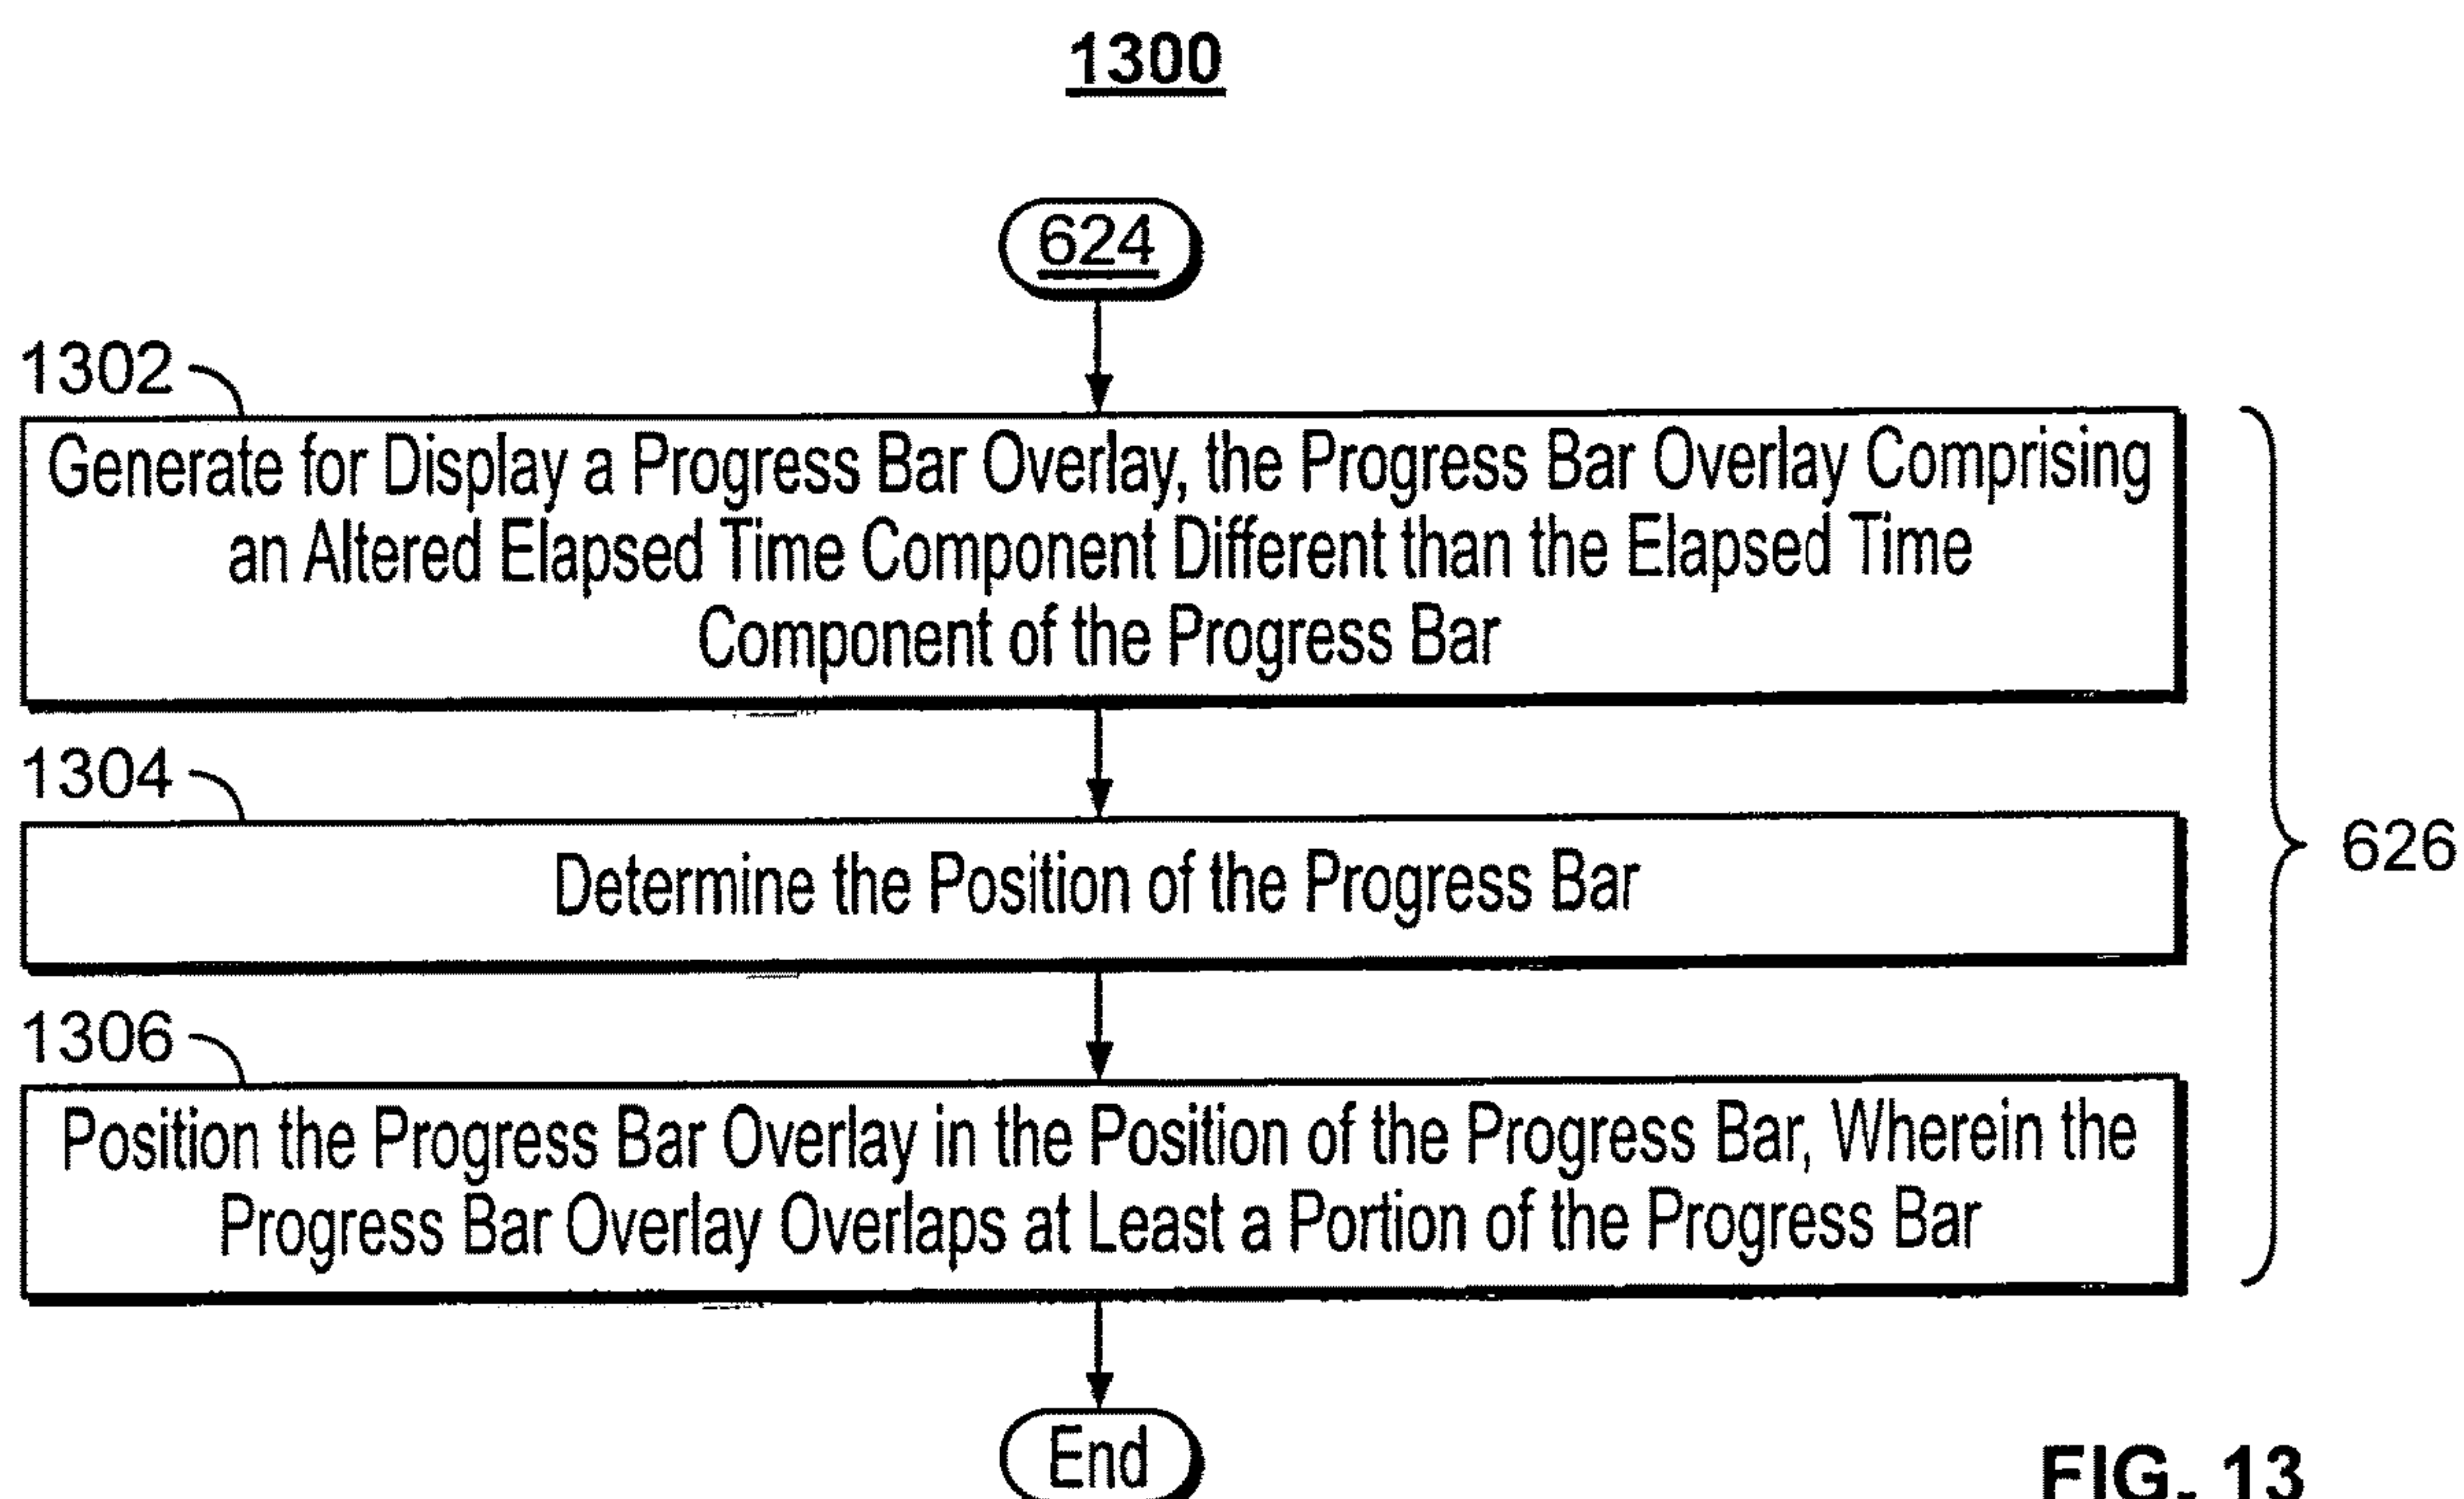 1300
624
1302
Generate for Display a Progress Bar Overlay, the Progress Bar Overlay Comprising
an Altered Elapsed Time Component Different than the Elapsed Time
Component of the Progress Bar
1304
Determine the Position of the Progress Bar
626
1306
Position the Progress Bar Overlay in the Position of the Progress Bar, Wherein the
Progress Bar Overlay Overlaps at Least a Portion of the Progress Bar
End
FIG. 13